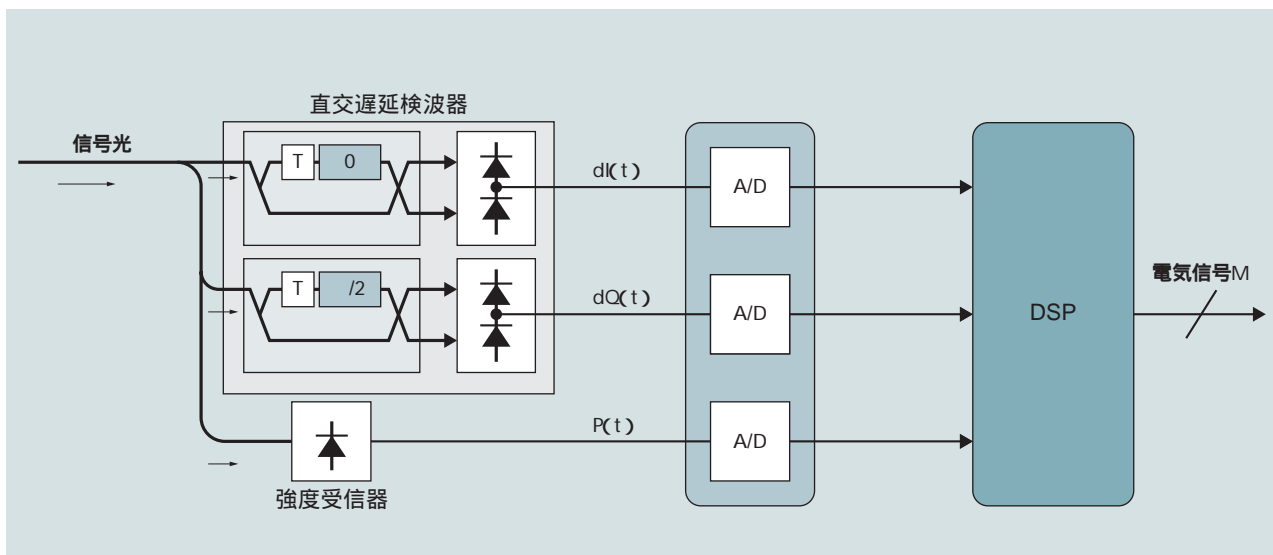 直交遅延検波器
信号光
T
0
dI(t)
A/D
T
/2
dQ(t)
A/D
DSP
電気信号M
P(t)
A/D
強度受信器